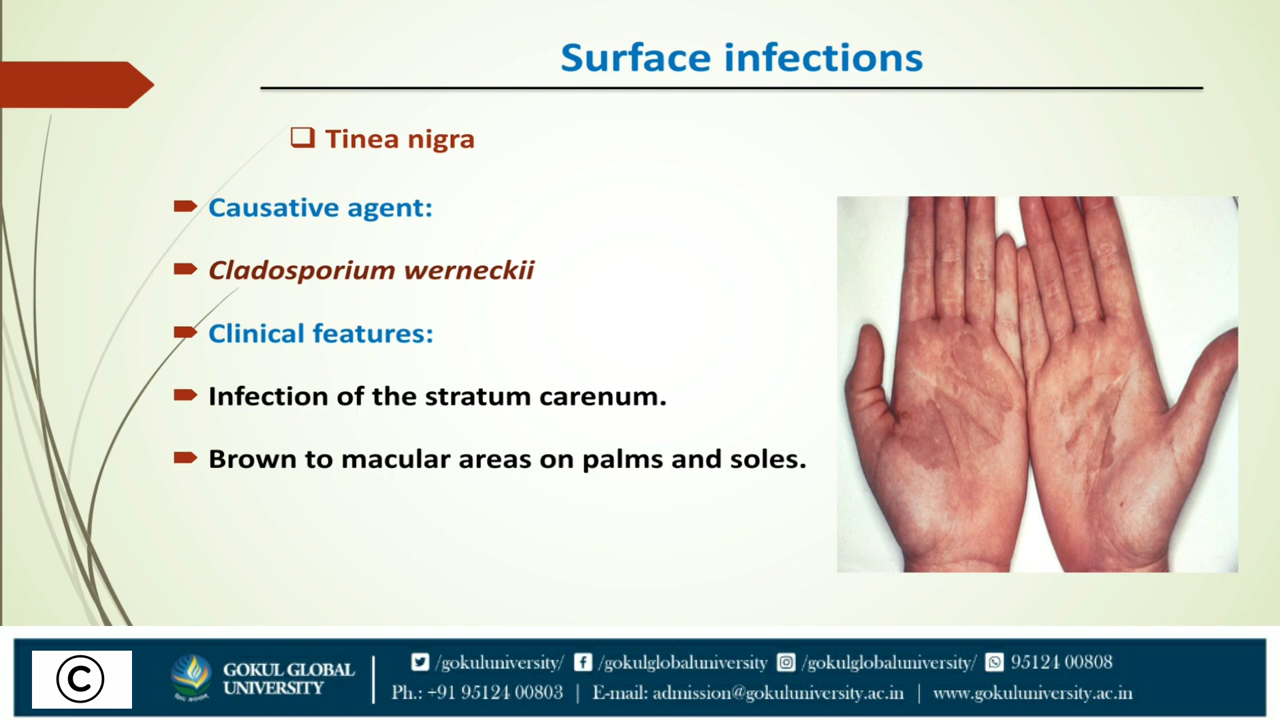 Surface infections
❑ Tinea nigra
Causative agent:
Cladosporium werneckii
Clinical features:
Infection of the stratum carenum.
Brown to macular areas on palms and soles.
©
GOKUL GLOBAL
UNIVERSITY
/gokuluniversity/ /gokulglobaluniversity /gokulglobaluniversity/ 95124 00808
Ph.: +91 95124 00803 | E-mail: admission@gokuluniversity.ac.in | www.gokuluniversity.ac.in